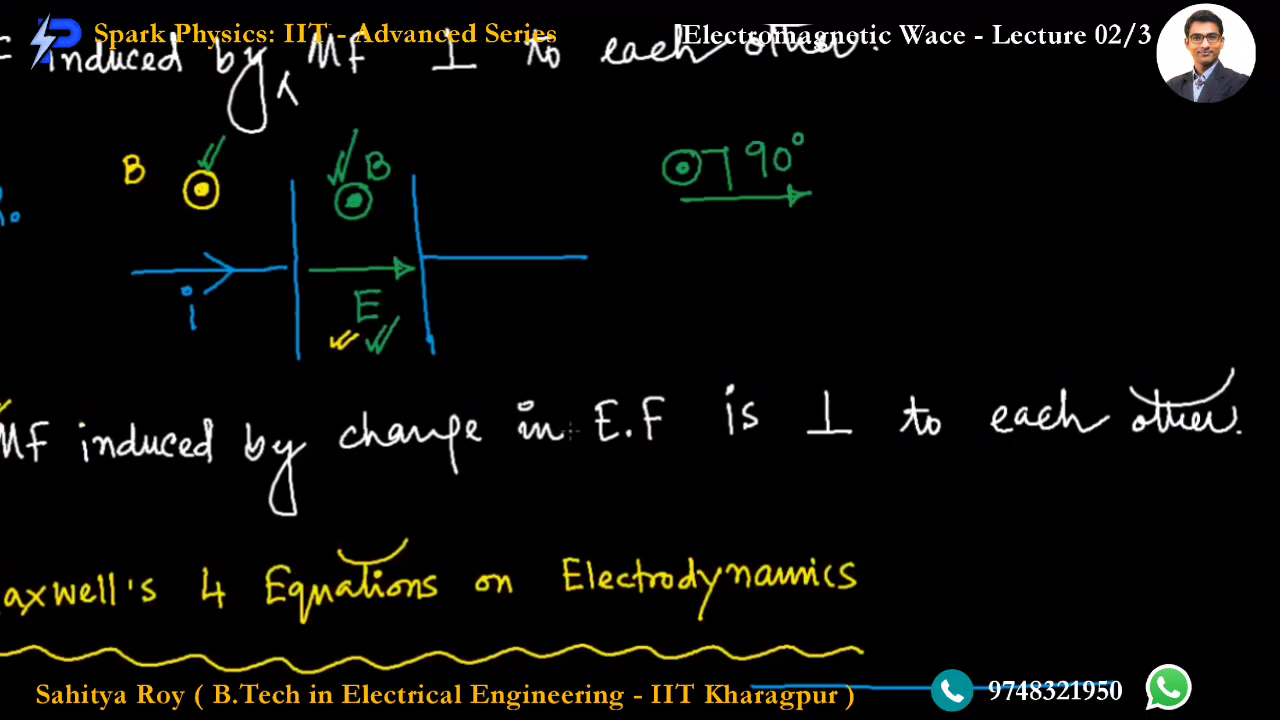 Spark Physics: IIT - Advanced Series
Electromagnetic Wace - Lecture 02/3
induced by MF ⊥ to each other.
B
B
90°
i
E
MF induced by change in E.F is ⊥ to each other.
axwell's 4 Equations on Electrodynamics
Sahitya Roy ( B.Tech in Electrical Engineering - IIT Kharagpur )
9748321950